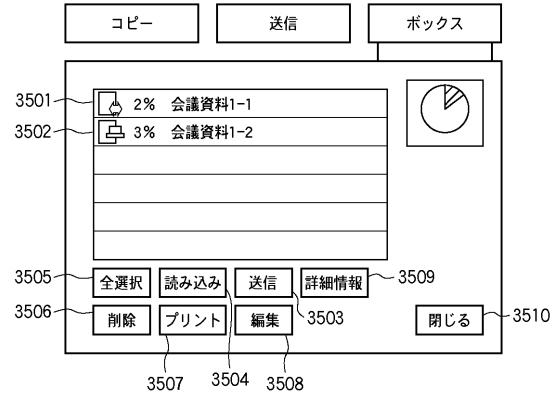 コピー 送信 ボックス
3501 2% 会議資料1-1
3502 3% 会議資料1-2
3505 全選択 読み込み 送信 詳細情報 3509
3506 削除 プリント 編集 3503 閉じる 3510
3507 3504 3508